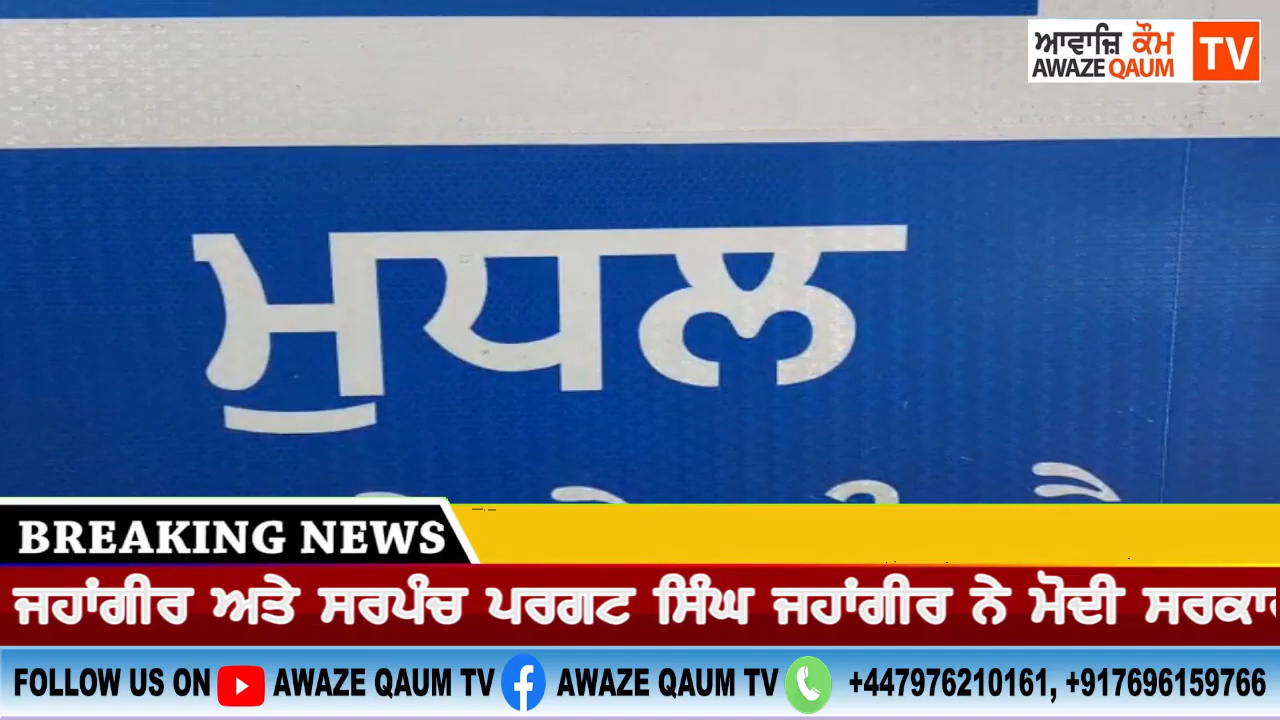 ਆਵਾਜ਼ਿ ਕੌਮ TV
AWAZE QAUM
ਮੁਧਲ
BREAKING NEWS
ਜਹਾਂਗੀਰ ਅਤੇ ਸਰਪੰਚ ਪਰਗਟ ਸਿੰਘ ਜਹਾਂਗੀਰ ਨੇ ਮੋਦੀ
FOLLOW US ON AWAZE QAUM TV AWAZE QAUM TV +447976210161, +917696159766